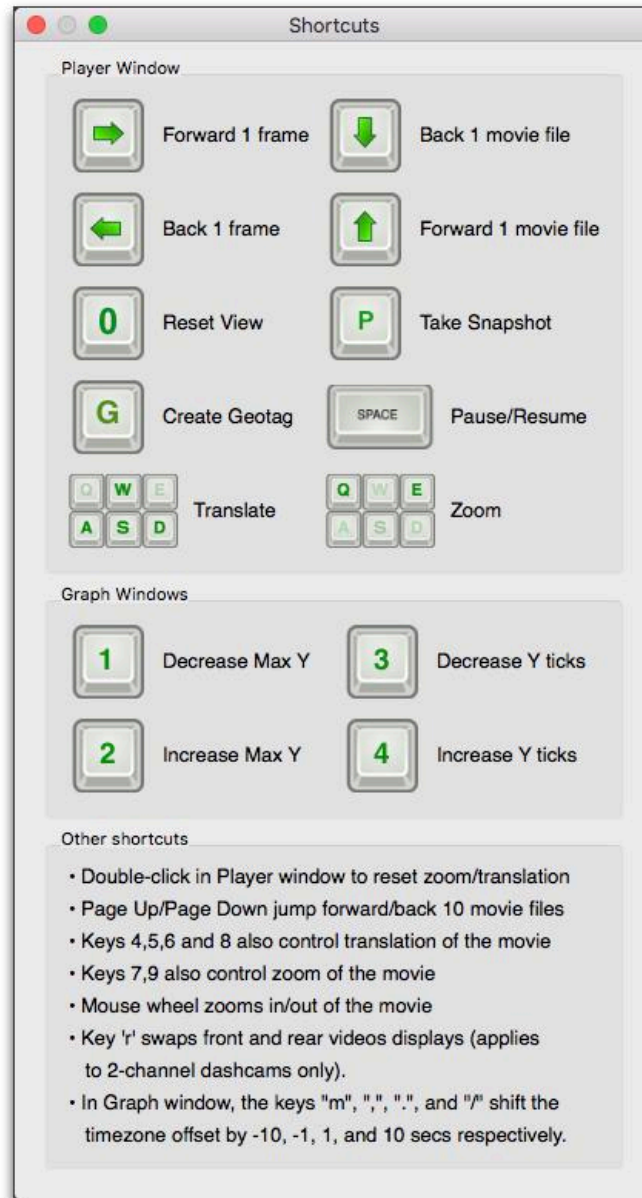 Shortcuts
Player Window
Forward 1 frame
Back 1 movie file
Back 1 frame
Forward 1 movie file
0
Reset View
P
Take Snapshot
G
Create Geotag
SPACE
Pause/Resume
Q W E
A S D
Translate
Q W E
A S D
Zoom
Graph Windows
1
Decrease Max Y
3
Decrease Y ticks
2
Increase Max Y
4
Increase Y ticks
Other shortcuts
• Double-click in Player window to reset zoom/translation
• Page Up/Page Down jump forward/back 10 movie files
• Keys 4,5,6 and 8 also control translation of the movie
• Keys 7,9 also control zoom of the movie
• Mouse wheel zooms in/out of the movie
• Key 'r' swaps front and rear videos displays (applies
to 2-channel dashcams only).
• In Graph window, the keys "m", ",", ".", and "/" shift the
timezone offset by -10, -1, 1, and 10 secs respectively.